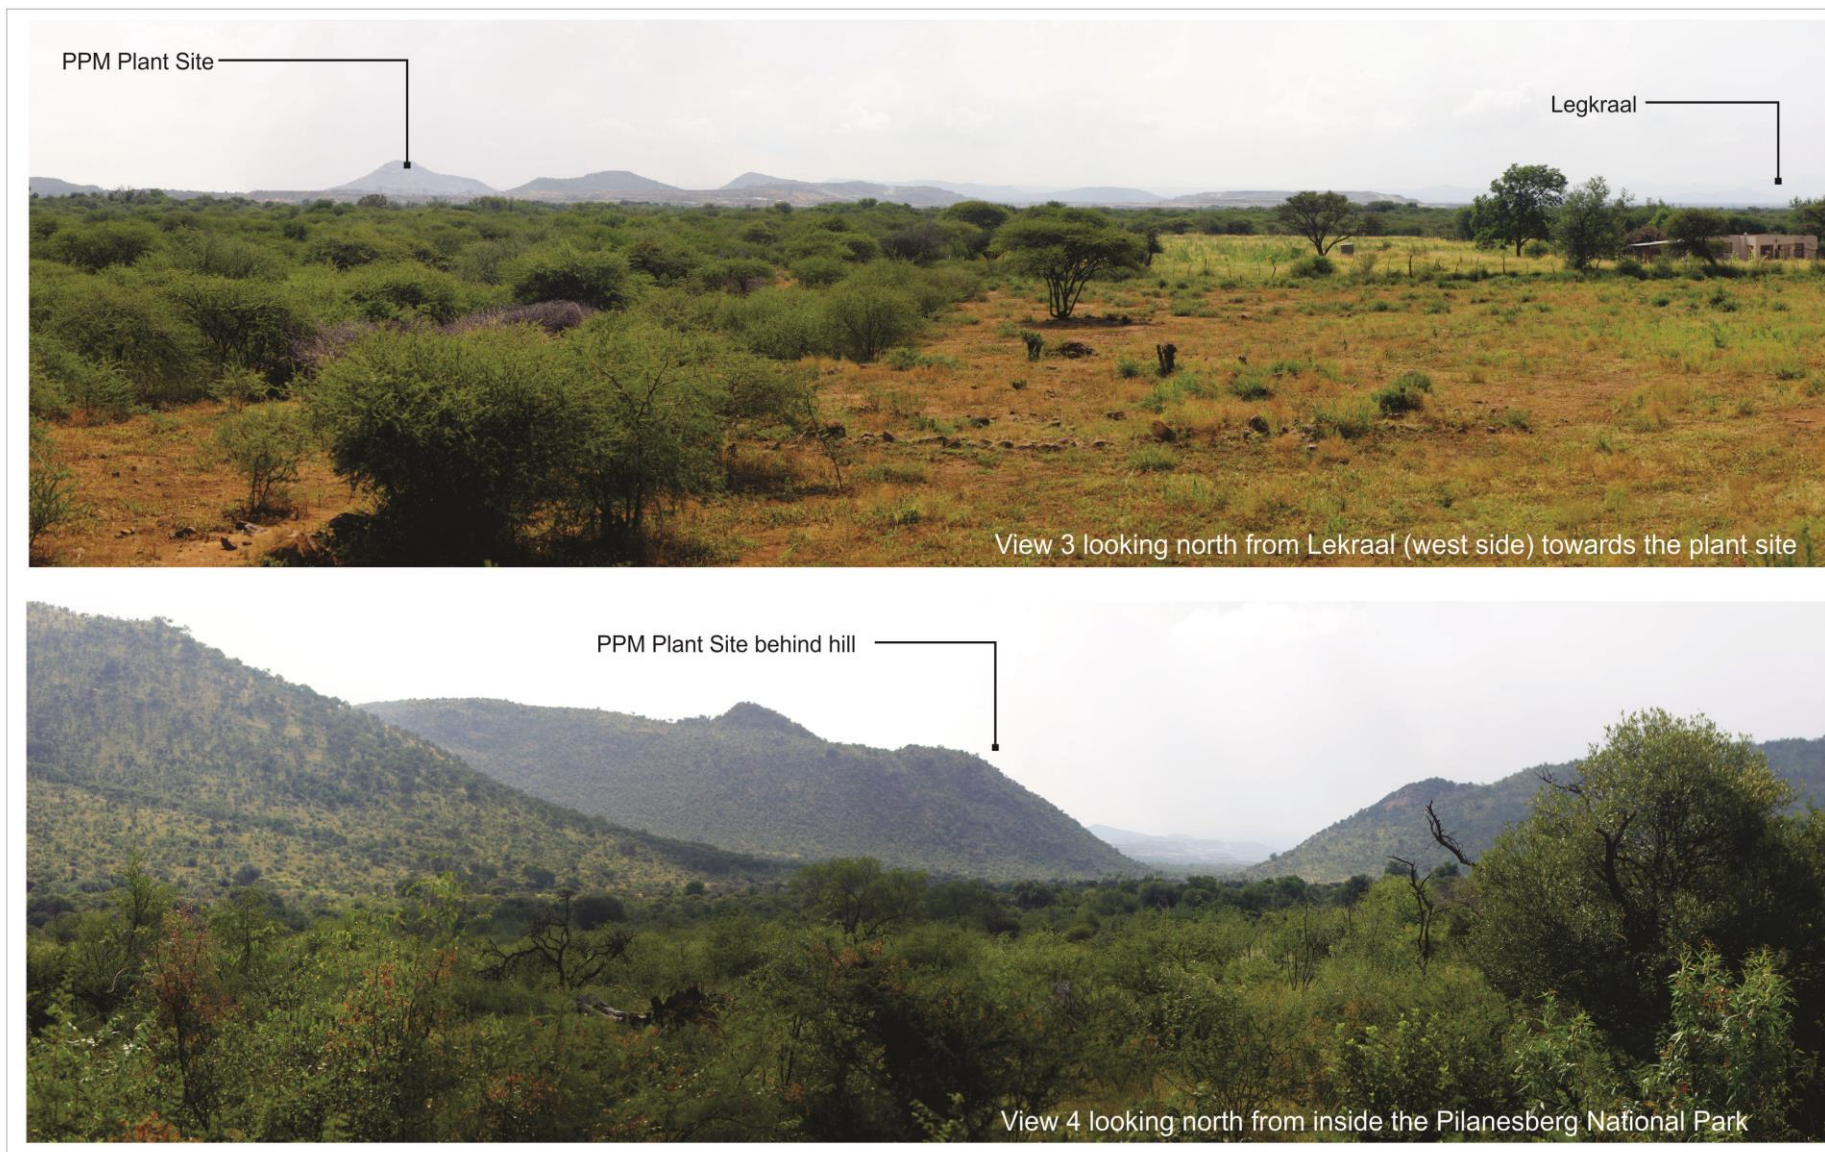 PPM Plant Site
Legkraal
View 3 looking north from Lekraal (west side) towards the plant site
PPM Plant Site behind hill
View 4 looking north from inside the Pilanesberg National Park